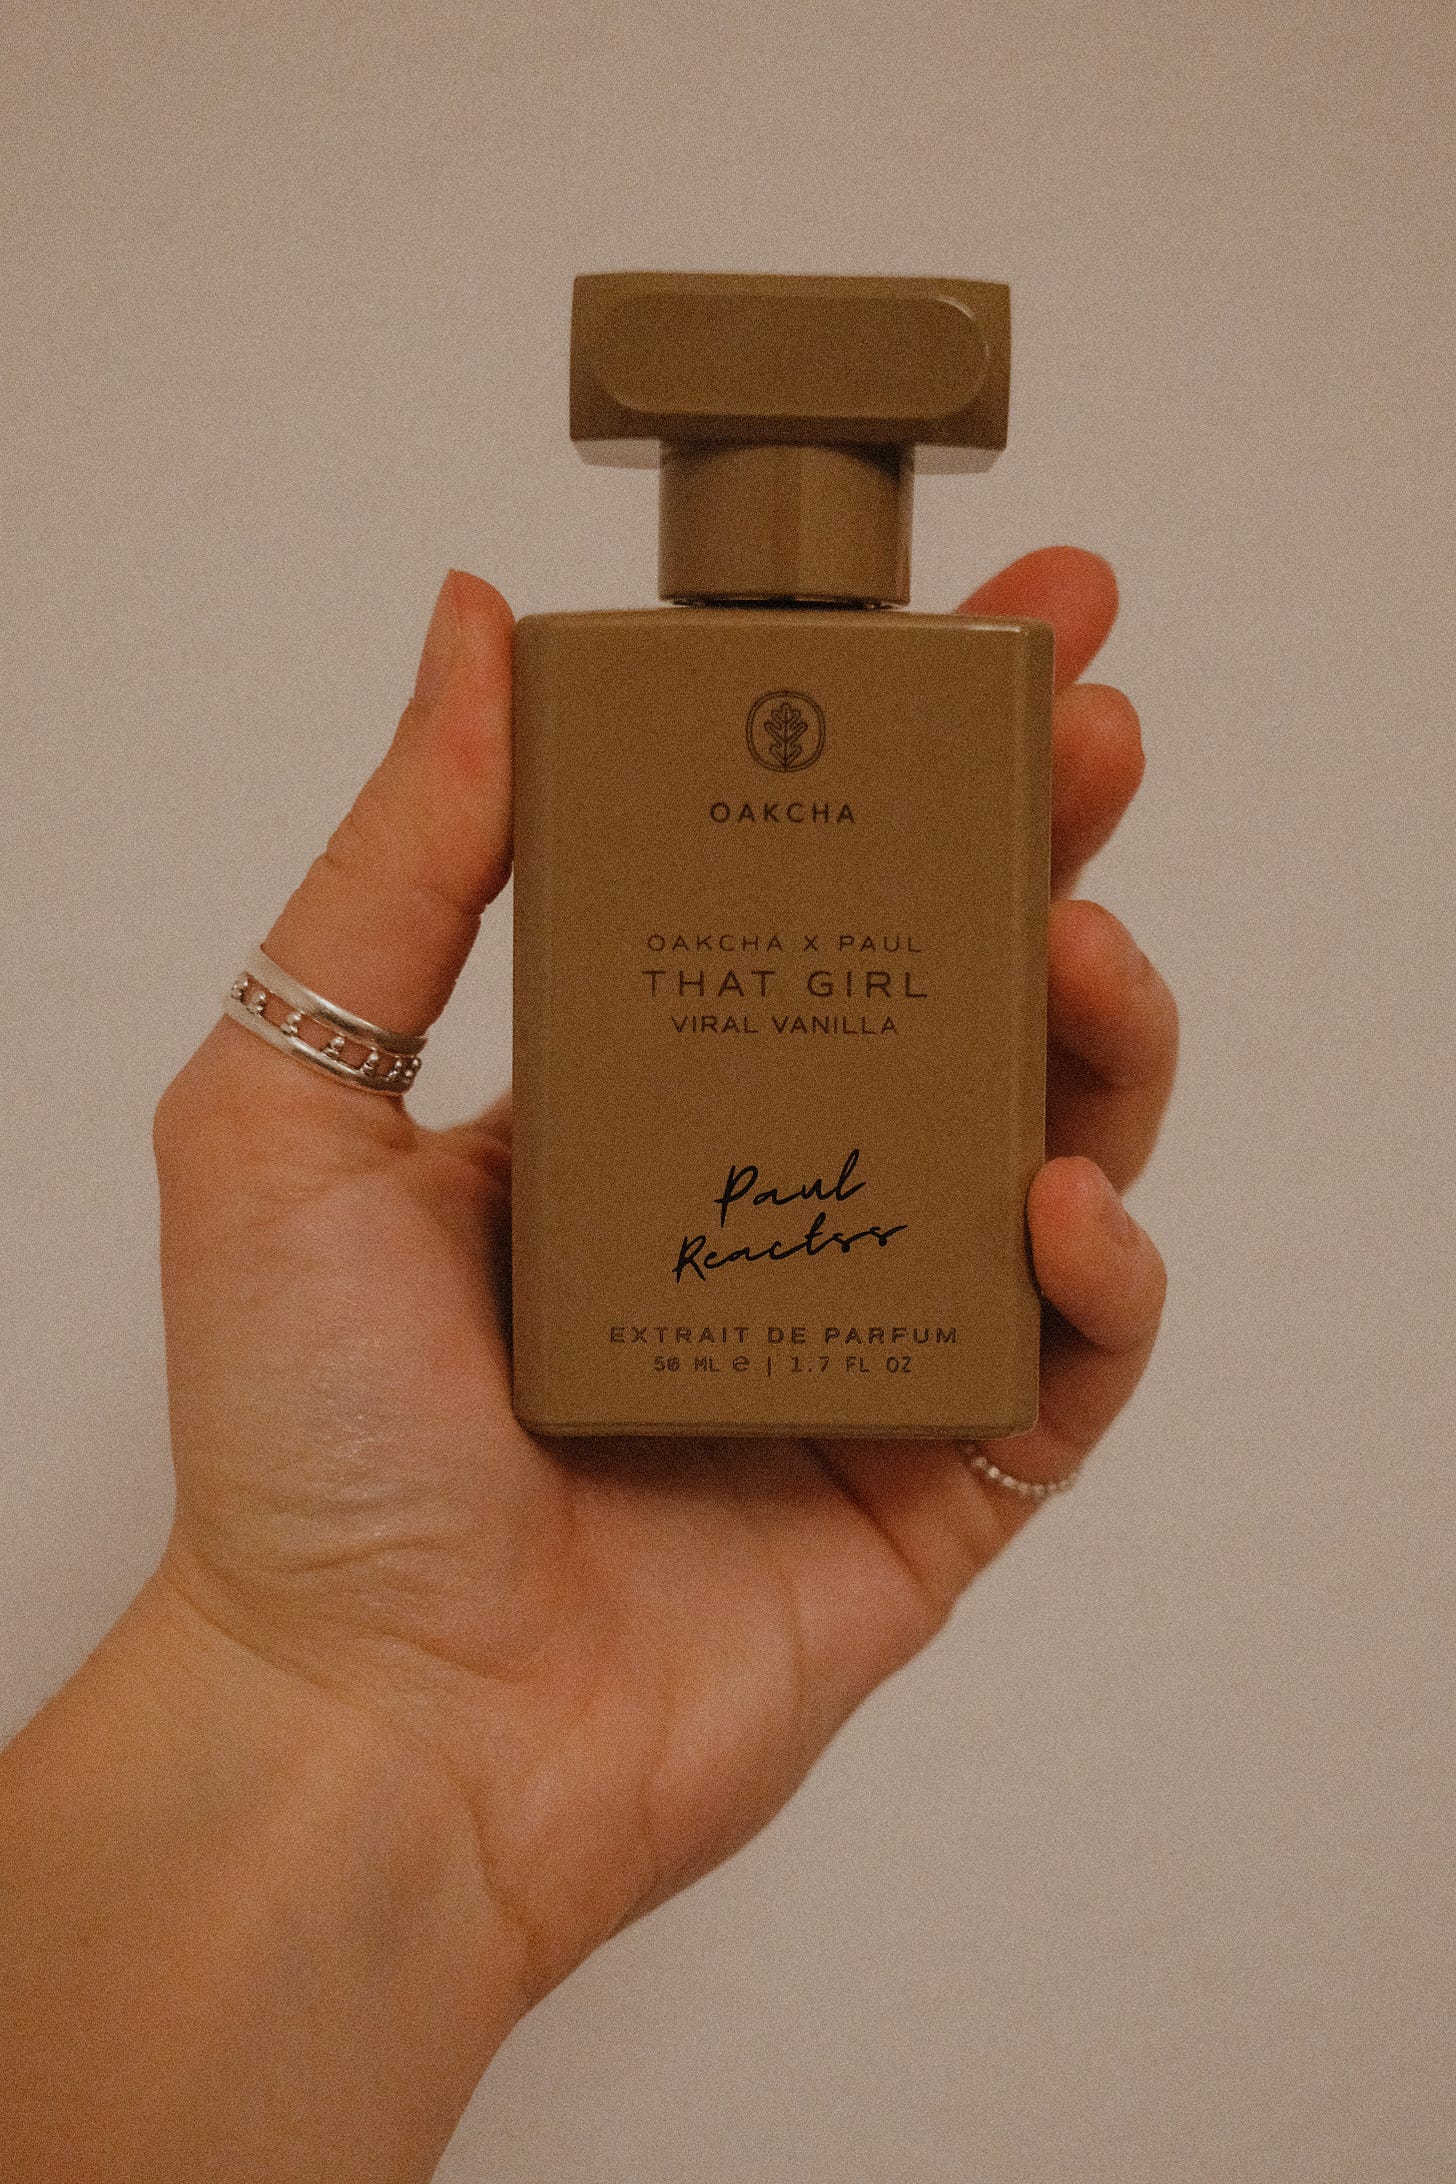 OAKCHA
OAKCHA X PAUL
THAT GIRL
VIRAL VANILLA
Paul
Reactss
EXTRAIT DE PARFUM
50 ML ℮ | 1.7 FL OZ